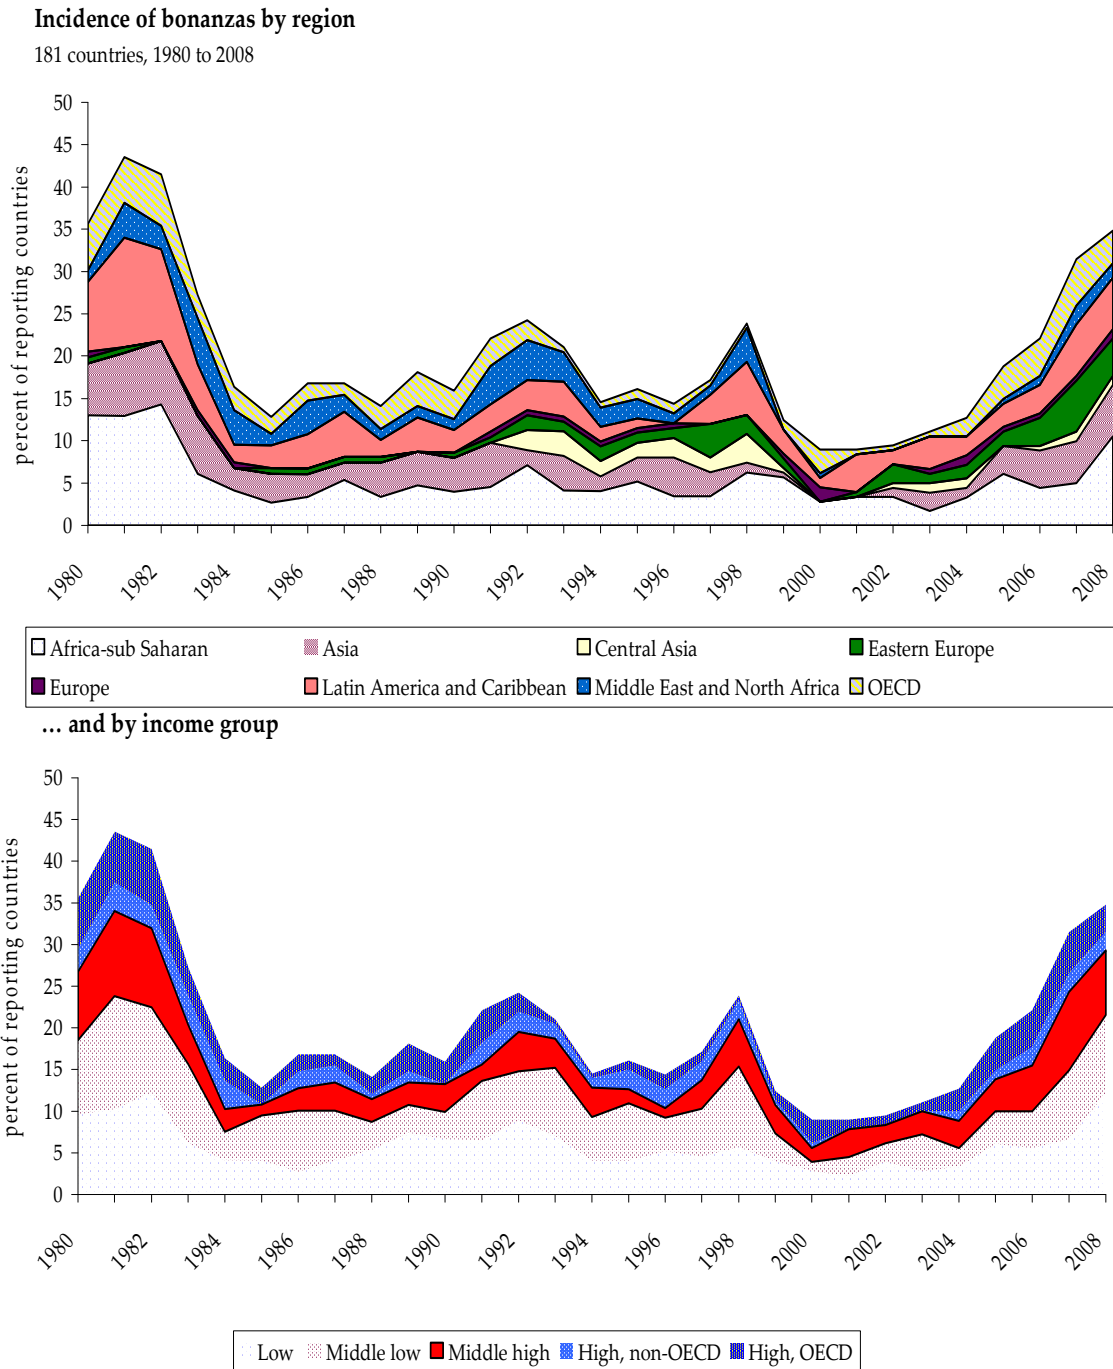 Incidence of bonanzas by region
181 countries, 1980 to 2008
percent of reporting countries
50
45
40
35
30
25
20
15
10
5
0
1980 1982 1984 1986 1988 1990 1992 1994 1996 1998 2000 2002 2004 2006 2008
Africa-sub Saharan Asia Central Asia Eastern Europe
Europe Latin America and Caribbean Middle East and North Africa OECD
... and by income group
percent of reporting countries
50
45
40
35
30
25
20
15
10
5
0
1980 1982 1984 1986 1988 1990 1992 1994 1996 1998 2000 2002 2004 2006 2008
Low Middle low Middle high High, non-OECD High, OECD